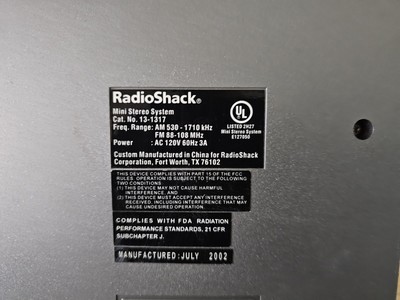 RadioShack®
Mini Stereo System
Cat. No. 13-1317
Freq. Range: AM 530 - 1710 kHz
FM 88-108 MHz
Power : AC 120V 60Hz 3A
Custom Manufactured in China for RadioShack
Corporation, Fort Worth, TX 76102
UL
®
LISTED 2H27
Mini Stereo System
E127050
THIS DEVICE COMPLIES WITH PART 15 OF THE FCC
RULES. OPERATION IS SUBJECT TO THE FOLLOWING
TWO CONDITIONS:
(1) THIS DEVICE MAY NOT CAUSE HARMFUL
INTERFERENCE, AND
(2) THIS DEVICE MUST ACCEPT ANY INTERFERENCE
RECEIVED, INCLUDING INTERFERENCE THAT MAY
CAUSE UNDESIRED OPERATION.
COMPLIES WITH FDA RADIATION
PERFORMANCE STANDARDS, 21 CFR
SUBCHAPTER J.
MANUFACTURED: JULY 2002